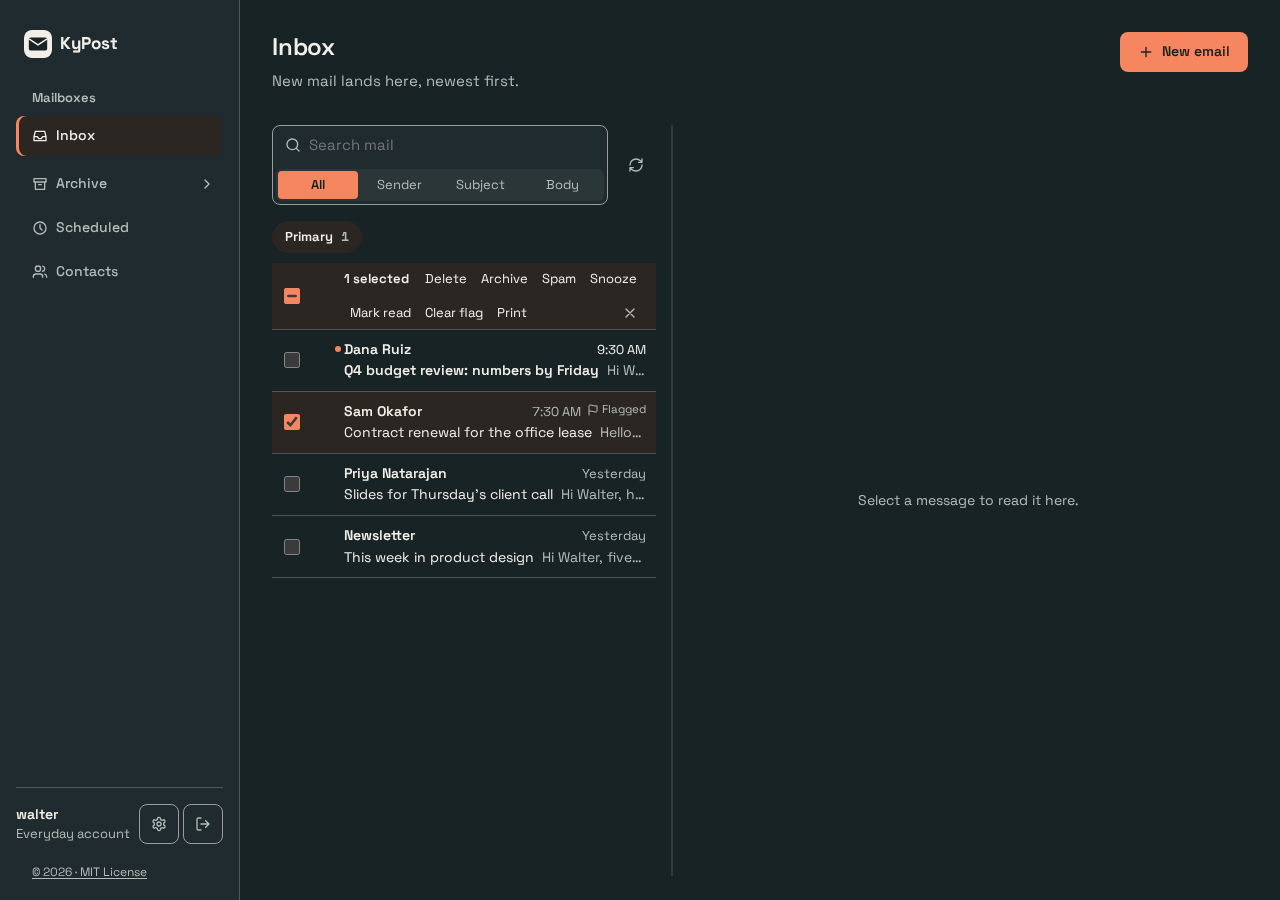 KyPost
Mailboxes
Inbox
Archive
Scheduled
Contacts
walter
Everyday account
© 2026 · MIT License
Inbox
New mail lands here, newest first.
New email
Search mail
All Sender Subject Body
Primary 1
1 selected Delete Archive Spam Snooze
Mark read Clear flag Print
Dana Ruiz 9:30 AM
Q4 budget review: numbers by Friday Hi W...
Sam Okafor 7:30 AM Flagged
Contract renewal for the office lease Hello...
Priya Natarajan Yesterday
Slides for Thursday's client call Hi Walter, h...
Newsletter Yesterday
This week in product design Hi Walter, five...
Select a message to read it here.